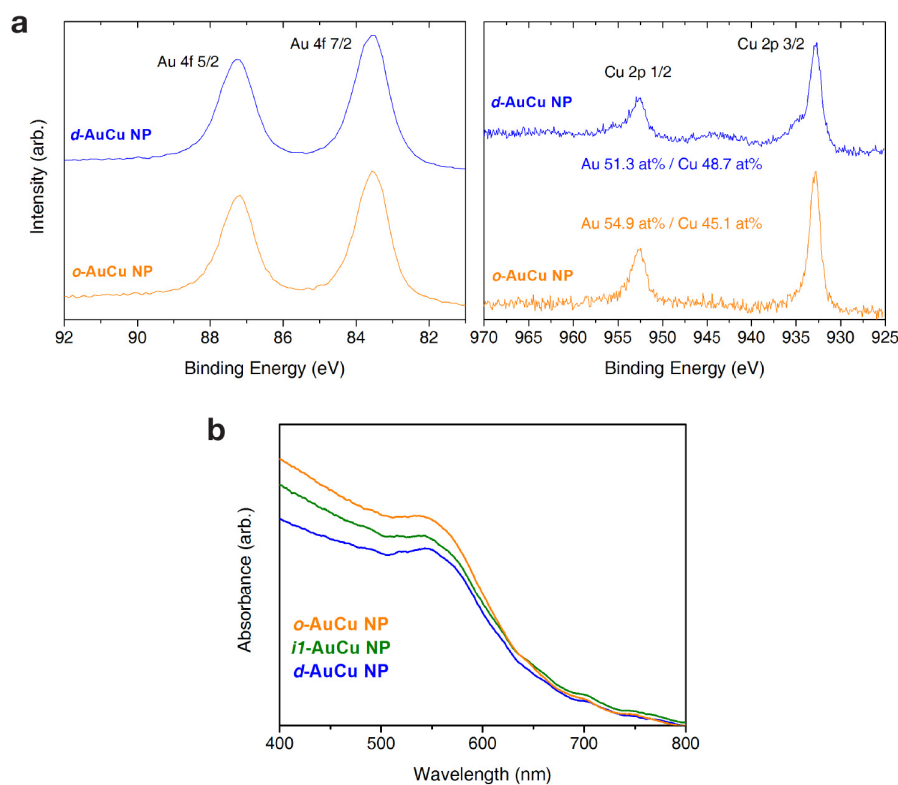 a
Au 4f 5/2
Au 4f 7/2
d-AuCu NP
o-AuCu NP
Intensity (arb.)
92 90 88 86 84 82
Binding Energy (eV)
Cu 2p 1/2
Cu 2p 3/2
d-AuCu NP
Au 51.3 at% / Cu 48.7 at%
Au 54.9 at% / Cu 45.1 at%
o-AuCu NP
970 965 960 955 950 945 940 935 930 925
Binding Energy (eV)
b
Absorbance (arb.)
o-AuCu NP
i1-AuCu NP
d-AuCu NP
400 500 600 700 800
Wavelength (nm)